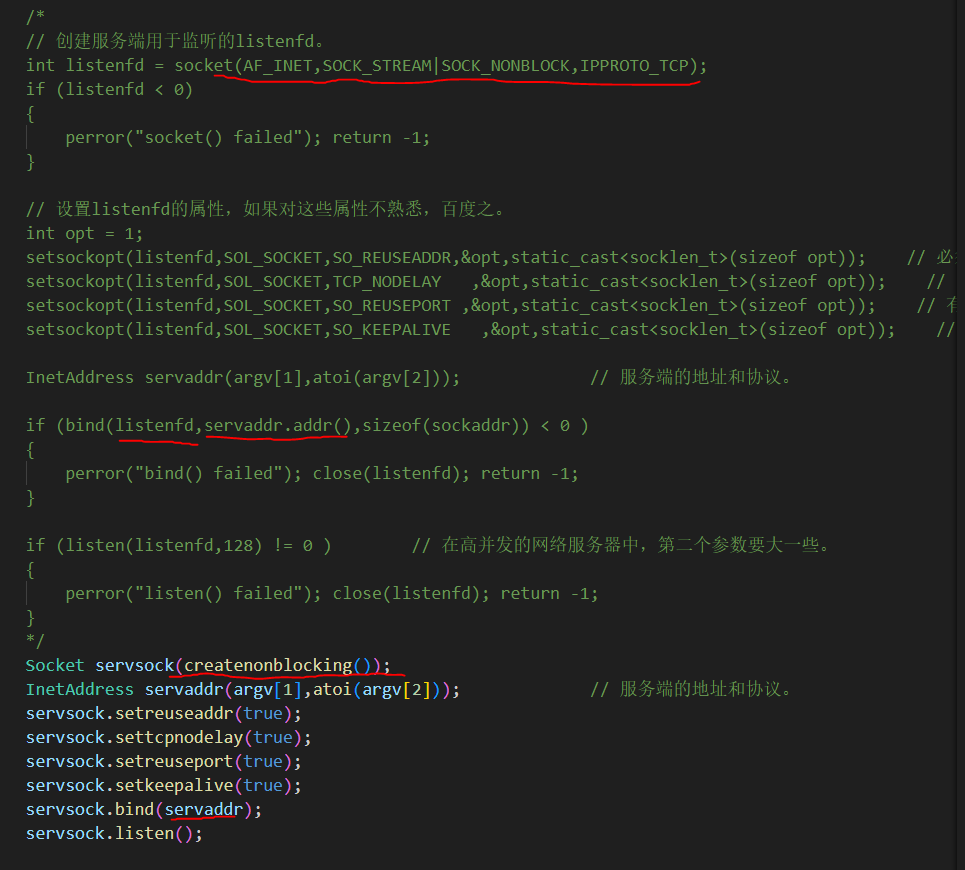 /*
// 创建服务端用于监听的listenfd。
int listenfd = socket(AF_INET,SOCK_STREAM|SOCK_NONBLOCK,IPPROTO_TCP);
if (listenfd < 0)
{
    perror("socket() failed"); return -1;
}
// 设置listenfd的属性，如果对这些属性不熟悉，百度之。
int opt = 1;
setsockopt(listenfd,SOL_SOCKET,SO_REUSEADDR,&opt,static_cast<socklen_t>(sizeof opt));    // 必
setsockopt(listenfd,SOL_SOCKET,TCP_NODELAY   ,&opt,static_cast<socklen_t>(sizeof opt));    //
setsockopt(listenfd,SOL_SOCKET,SO_REUSEPORT ,&opt,static_cast<socklen_t>(sizeof opt));    // 有
setsockopt(listenfd,SOL_SOCKET,SO_KEEPALIVE   ,&opt,static_cast<socklen_t>(sizeof opt));    //
InetAddress servaddr(argv[1],atoi(argv[2]));             // 服务端的地址和协议。
if (bind(listenfd,servaddr.addr(),sizeof(sockaddr)) < 0 )
{
    perror("bind() failed"); close(listenfd); return -1;
}
if (listen(listenfd,128) != 0 )        // 在高并发的网络服务器中，第二个参数要大一些。
{
    perror("listen() failed"); close(listenfd); return -1;
}
*/
Socket servsock(createnonblocking());
InetAddress servaddr(argv[1],atoi(argv[2]));             // 服务端的地址和协议。
servsock.setreuseaddr(true);
servsock.settcpnodelay(true);
servsock.setreuseport(true);
servsock.setkeepalive(true);
servsock.bind(servaddr);
servsock.listen();